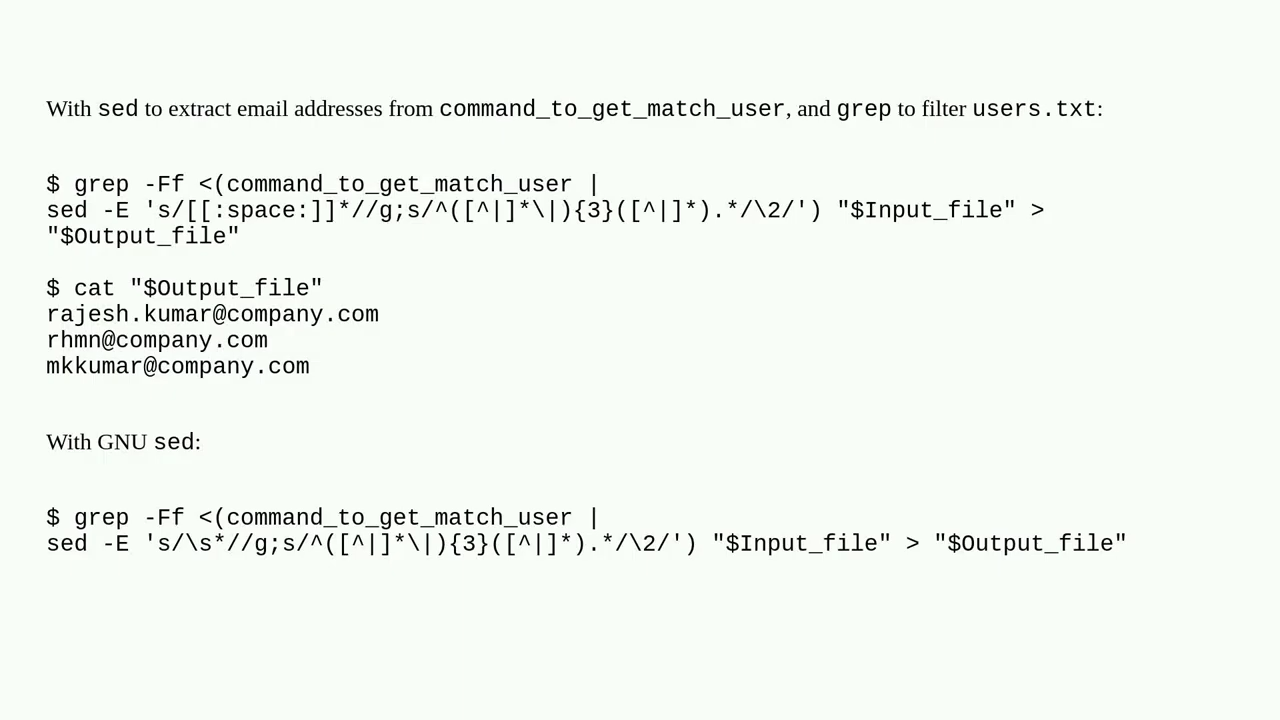 With sed to extract email addresses from command_to_get_match_user, and grep to filter users.txt:
$ grep -Ff <(command_to_get_match_user |
sed -E 's/[[:space:]]*//g;s/^([^|]*\|){3}([^|]*).*/\2/') "$Input_file" >
"$Output_file"
$ cat "$Output_file"
rajesh.kumar@company.com
rhmn@company.com
mkkumar@company.com
With GNU sed:
$ grep -Ff <(command_to_get_match_user |
sed -E 's/\s*//g;s/^([^|]*\|){3}([^|]*).*/\2/') "$Input_file" > "$Output_file"